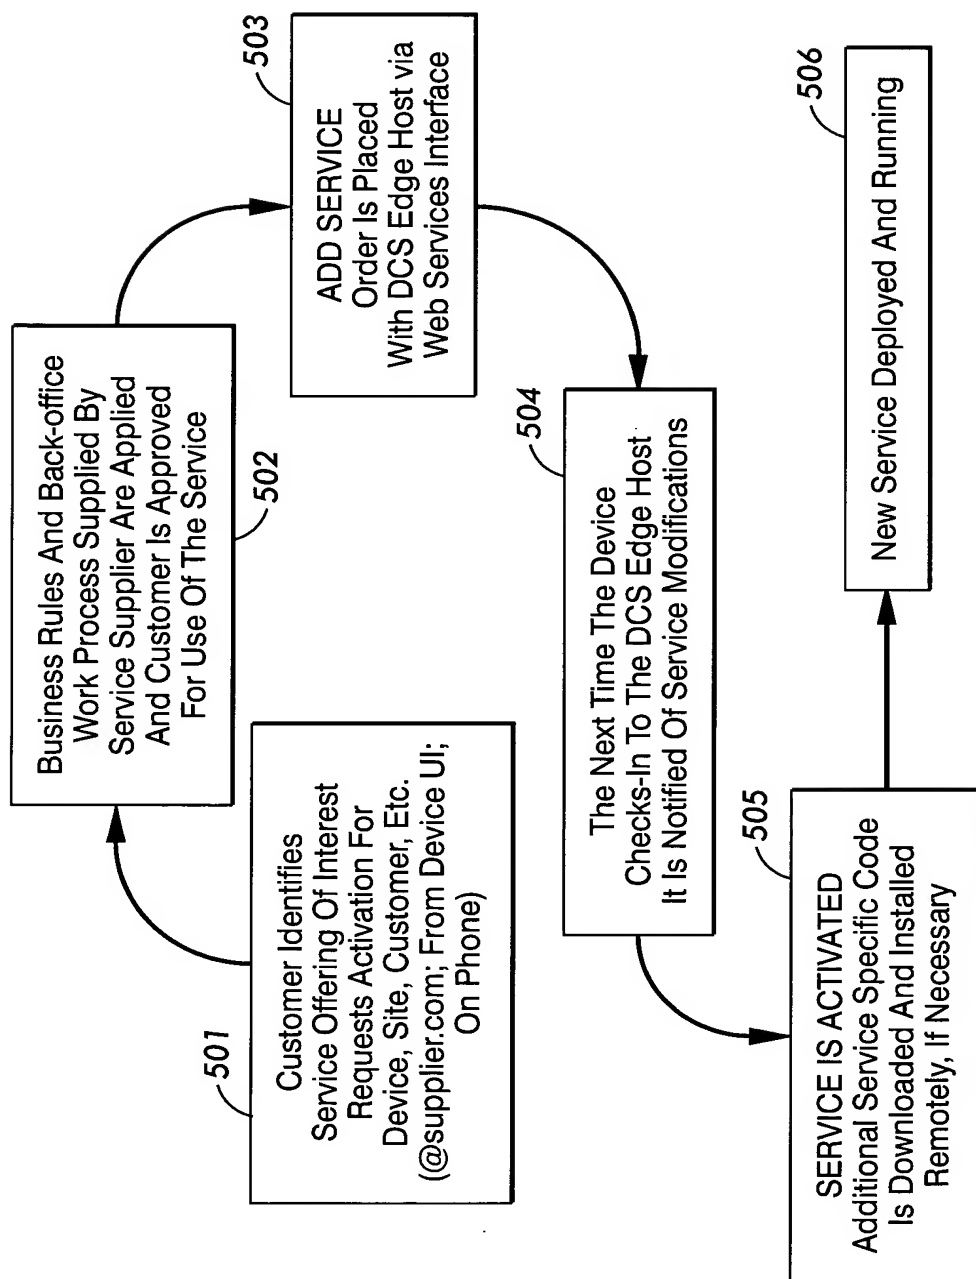 501
Customer Identifies
Service Offering Of Interest
Requests Activation For
Device, Site, Customer, Etc.
(@supplier.com; From Device UI;
On Phone)
Business Rules And Back-office
Work Process Supplied By
Service Supplier Are Applied
And Customer Is Approved
For Use Of The Service
502
503
ADD SERVICE
Order Is Placed
With DCS Edge Host via
Web Services Interface
504
The Next Time The Device
Checks-In To The DCS Edge Host
It Is Notified Of Service Modifications
505
SERVICE IS ACTIVATED
Additional Service Specific Code
Is Downloaded And Installed
Remotely, If Necessary
506
New Service Deployed And Running